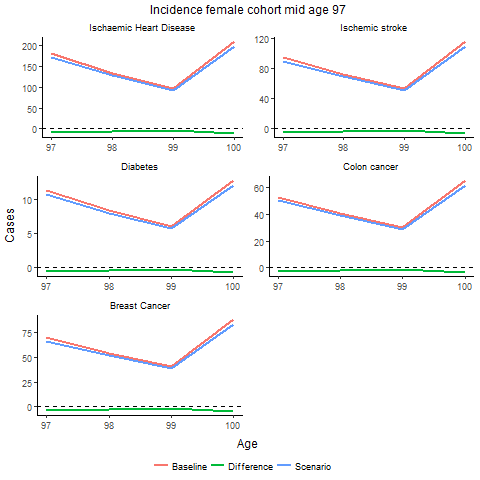 Incidence female cohort mid age 97
Ischaemic Heart Disease
Ischemic stroke
200
150
100
50
0
97 98 99 100
120
80
40
0
97 98 99 100
Diabetes
Colon cancer
Cases
10
5
0
97 98 99 100
60
40
20
0
97 98 99 100
Breast Cancer
75
50
25
0
97 98 99 100
Age
Baseline Difference Scenario